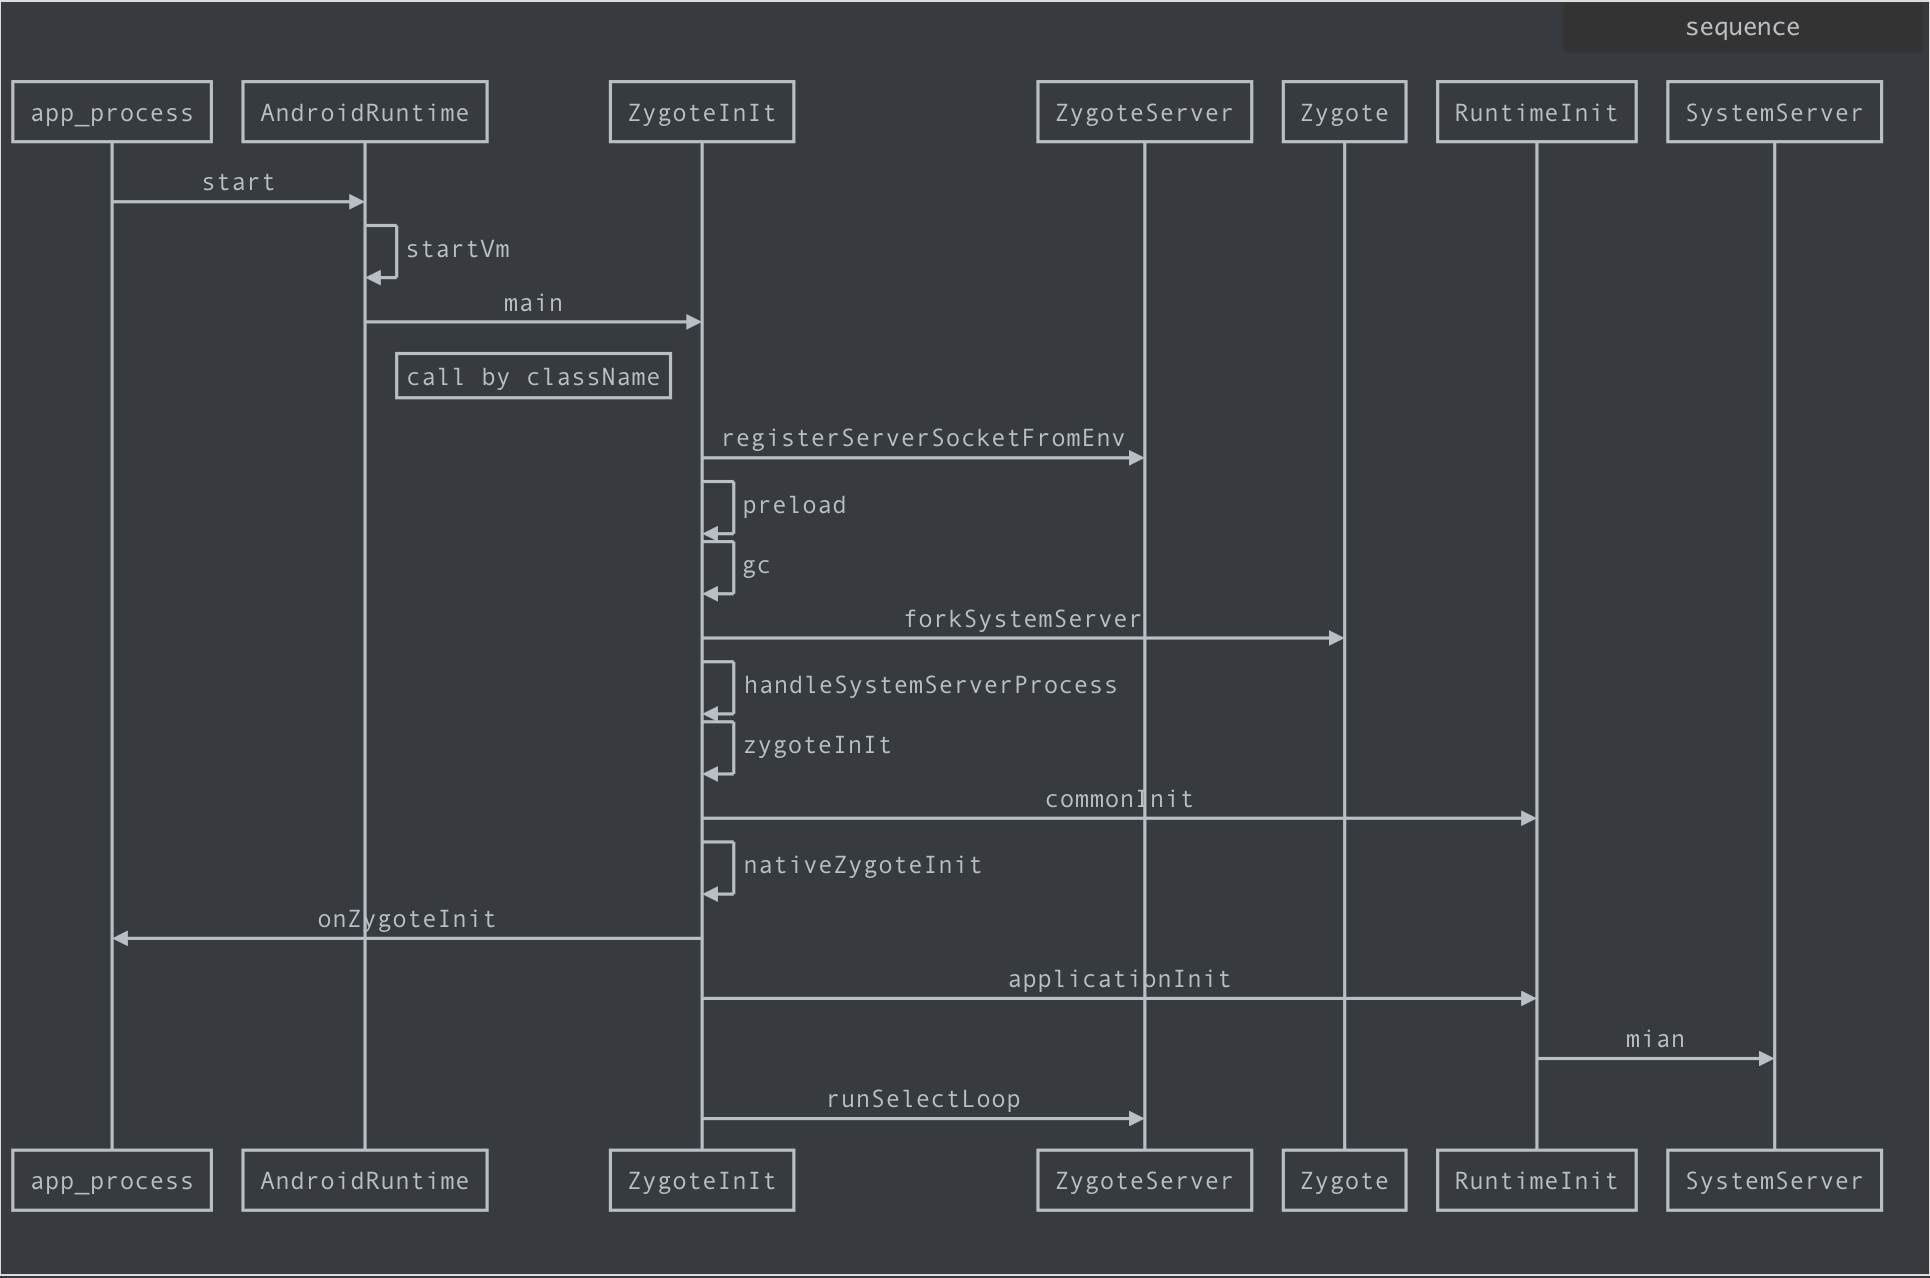 sequence
app_process
AndroidRuntime
ZygoteInIt
ZygoteServer
Zygote
RuntimeInit
SystemServer
start
startVm
main
call by className
registerServerSocketFromEnv
preload
gc
forkSystemServer
handleSystemServerProcess
zygoteInIt
commonInit
nativeZygoteInit
onZygoteInit
applicationInit
mian
runSelectLoop
app_process
AndroidRuntime
ZygoteInIt
ZygoteServer
Zygote
RuntimeInit
SystemServer